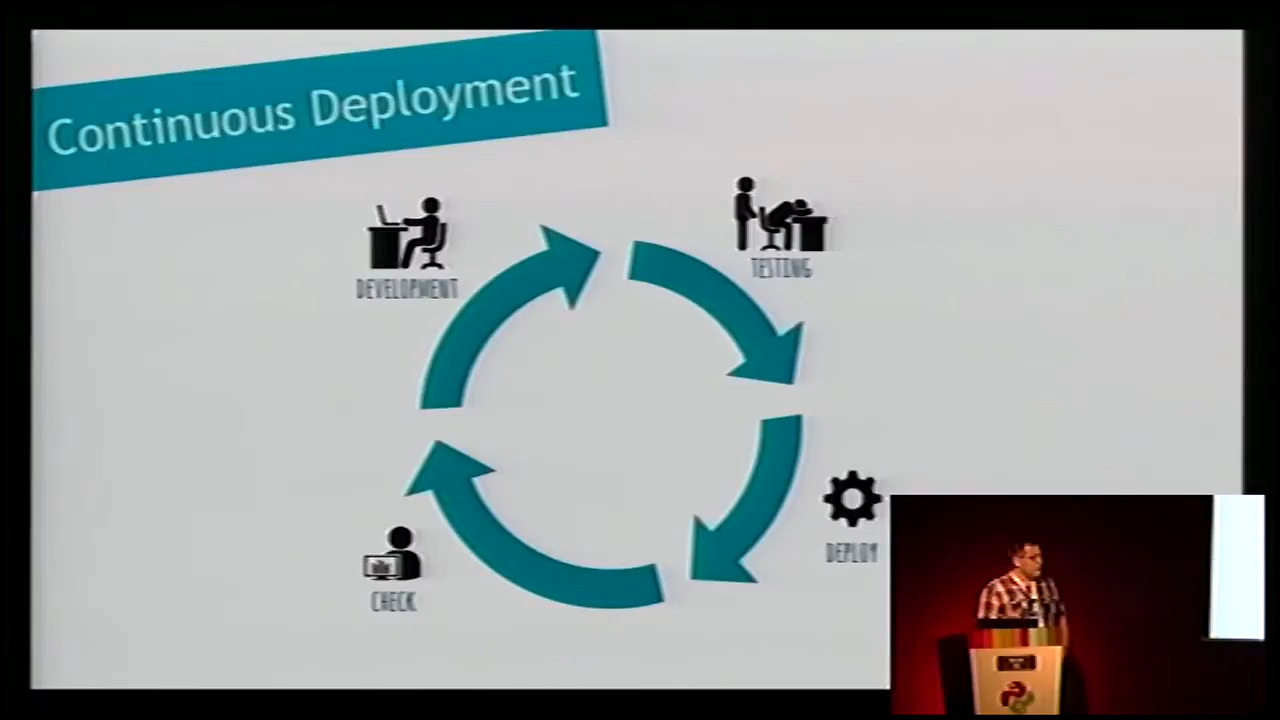 Continuous Deployment
DEVELOPMENT
TESTING
DEPLOY
CHECK